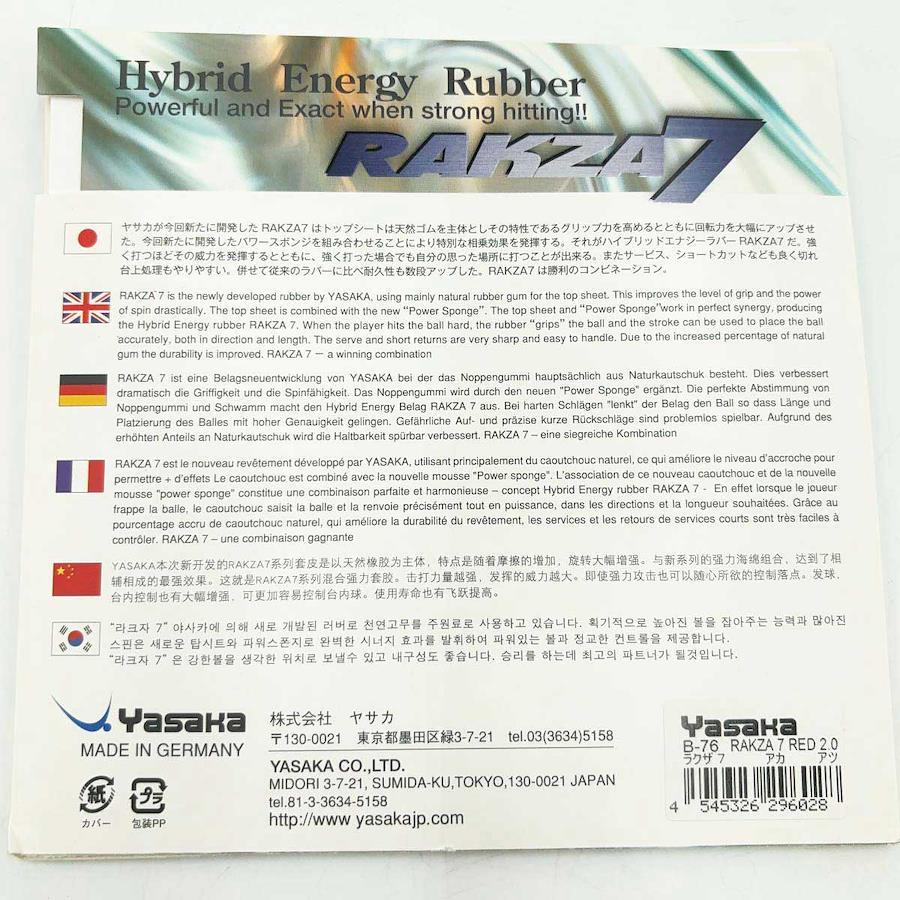 Hybrid Energy Rubber
Powerful and Exact when strong hitting!!
RAKZA7
ヤサカが今回新たに開発した RAKZA7 はトップシートは天然ゴムを主体としその特性であるグリップ力を高めるとともに回転力を大幅にアップさせ
た。今回新たに開発したパワースポンジを組み合わせることにより特別な相乗効果を発揮する。それがハイブリッドエナジーラバー RAKZA7 だ。強
く打つほどその威力を発揮するとともに、強く打った場合でも自分の思った場所に打つことが出来る。またサービス、ショートカットなども良く切れ
台上処理もやりやすい。併せて従来のラバーに比べ耐久性も数段アップした。RAKZA7 は勝利のコンビネーション。
RAKZA 7 is the newly developed rubber by YASAKA, using mainly natural rubber gum for the top sheet. This improves the level of grip and the power
of spin drastically. The top sheet is combined with the new "Power Sponge". The top sheet and "Power Sponge"work in perfect synergy, producing
the Hybrid Energy rubber RAKZA 7. When the player hits the ball hard, the rubber "grips" the ball and the stroke can be used to place the ball
accurately, both in direction and length. The serve and short returns are very sharp and easy to handle. Due to the increased percentage of natural
gum the durability is improved. RAKZA 7 – a winning combination
RAKZA 7 ist eine Belagsneuentwicklung von YASAKA bei der das Noppengummi hauptsächlich aus Naturkautschuk besteht. Dies verbessert
dramatisch die Griffigkeit und die Spinfähigkeit. Das Noppengummi wird durch den neuen "Power Sponge" ergänzt. Die perfekte Abstimmung von
Noppengummi und Schwamm macht den Hybrid Energy Belag RAKZA 7 aus. Bei harten Schlägen "lenkt" der Belag den Ball so dass Länge und
Platzierung des Balles mit hoher Genauigkeit gelingen. Gefährliche Auf- und präzise kurze Rückschläge sind problemlos spielbar. Aufgrund des
erhöhten Anteils an Naturkautschuk wird die Haltbarkeit spürbar verbessert. RAKZA 7 – eine siegreiche Kombination
RAKZA 7 est le nouveau revêtement développé par YASAKA, utilisant principalement du caoutchouc naturel, ce qui améliore le niveau d'accroche pour
permettre + d'effets Le caoutchouc est combiné avec la nouvelle mousse "Power sponge". L'association de ce nouveau caoutchouc et de la nouvelle
mousse "power sponge" constitue une combinaison parfaite et harmonieuse – concept Hybrid Energy rubber RAKZA 7 - En effet lorsque le joueur
frappe la balle, le caoutchouc saisit la balle et la renvoie précisément tout en puissance, dans les directions et la longueur souhaitées. Grâce au
pourcentage accru de caoutchouc naturel, qui améliore la durabilité du revêtement, les services et les retours de services courts sont très faciles à
contrôler. RAKZA 7 – une combinaison gagnante
YASAKA本次新开发的RAKZA7系列套皮是以天然橡胶为主体，特点是随着摩擦的增加，旋转大幅增强。与新系列的强力海绵组合，达到了相
辅相成的最强效果。这就是RAKZA7系列混合强力套胶。击打力量越强，发挥的威力越大。即使强力攻击也可以随心所欲的控制落点。发球，
台内控制也有大幅增强，可更加容易控制台内球。使用寿命也有飞跃提高。
"라크자 7" 야사카에 의해 새로 개발된 러버로 천연고무를 주원료로 사용하고 있습니다. 획기적으로 높아진 볼을 잡아주는 능력과 많아진
스핀은 새로운 탑시트와 파워스폰지로 완벽한 시너지 효과를 발휘하여 파워있는 볼과 정교한 컨트롤을 제공합니다.
"라크자 7" 은 강한볼을 생각한 위치로 보낼수 있고 내구성도 좋습니다. 승리를 하는데 최고의 파트너가 될것입니다.
Yasaka
MADE IN GERMANY
紙
カバー
プラ
包装PP
株式会社 ヤサカ
〒130-0021 東京都墨田区緑3-7-21 tel.03(3634)5158
YASAKA CO.,LTD.
MIDORI 3-7-21, SUMIDA-KU,TOKYO,130-0021 JAPAN
tel.81-3-3634-5158
http://www yasakajp.com
Yasaka
B-76 RAKZA 7 RED 2.0
ラクザ 7 アカ アツ
4 545326 296028